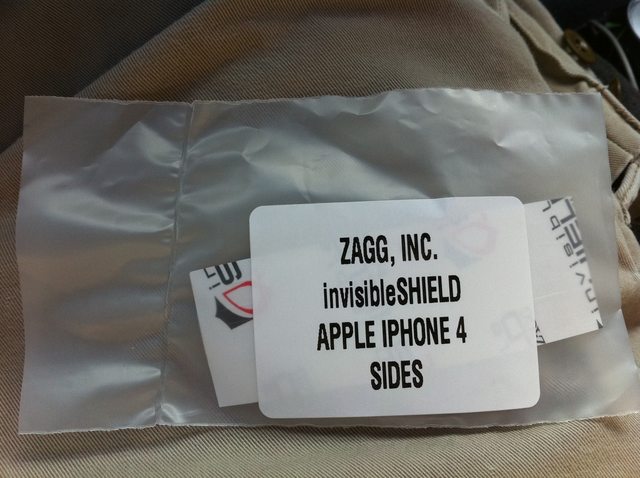 ZAGG, INC.
invisibleSHIELD
APPLE IPHONE 4
SIDES